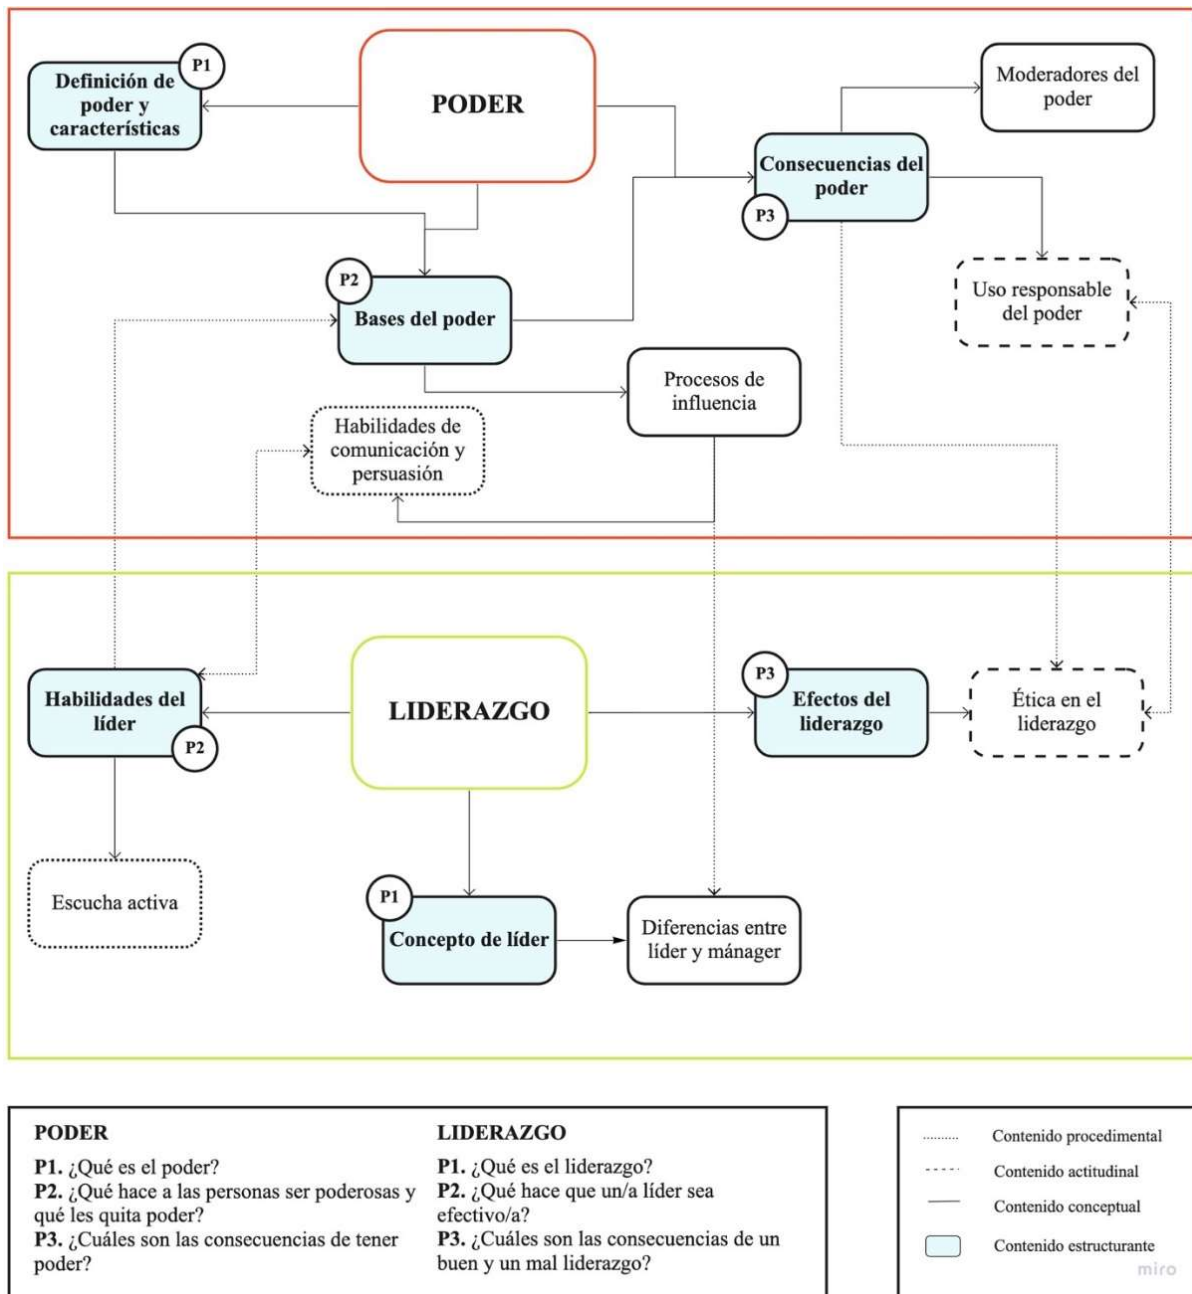 P1
Definición de
poder y
características
PODER
Moderadores del
poder
Consecuencias del
poder
P3
Uso responsable
del poder
P2
Bases del poder
Procesos de
influencia
Habilidades de
comunicación y
persuasión
Habilidades del
líder
P2
LIDERAZGO
P3
Efectos del
liderazgo
Ética en el
liderazgo
Escucha activa
P1
Concepto de líder
Diferencias entre
líder y mánager
PODER
P1. ¿Qué es el poder?
P2. ¿Qué hace a las personas ser poderosas y
qué les quita poder?
P3. ¿Cuáles son las consecuencias de tener
poder?
LIDERAZGO
P1. ¿Qué es el liderazgo?
P2. ¿Qué hace que un/a líder sea
efectivo/a?
P3. ¿Cuáles son las consecuencias de un
buen y un mal liderazgo?
Contenido procedimental
Contenido actitudinal
Contenido conceptual
Contenido estructurante
miro